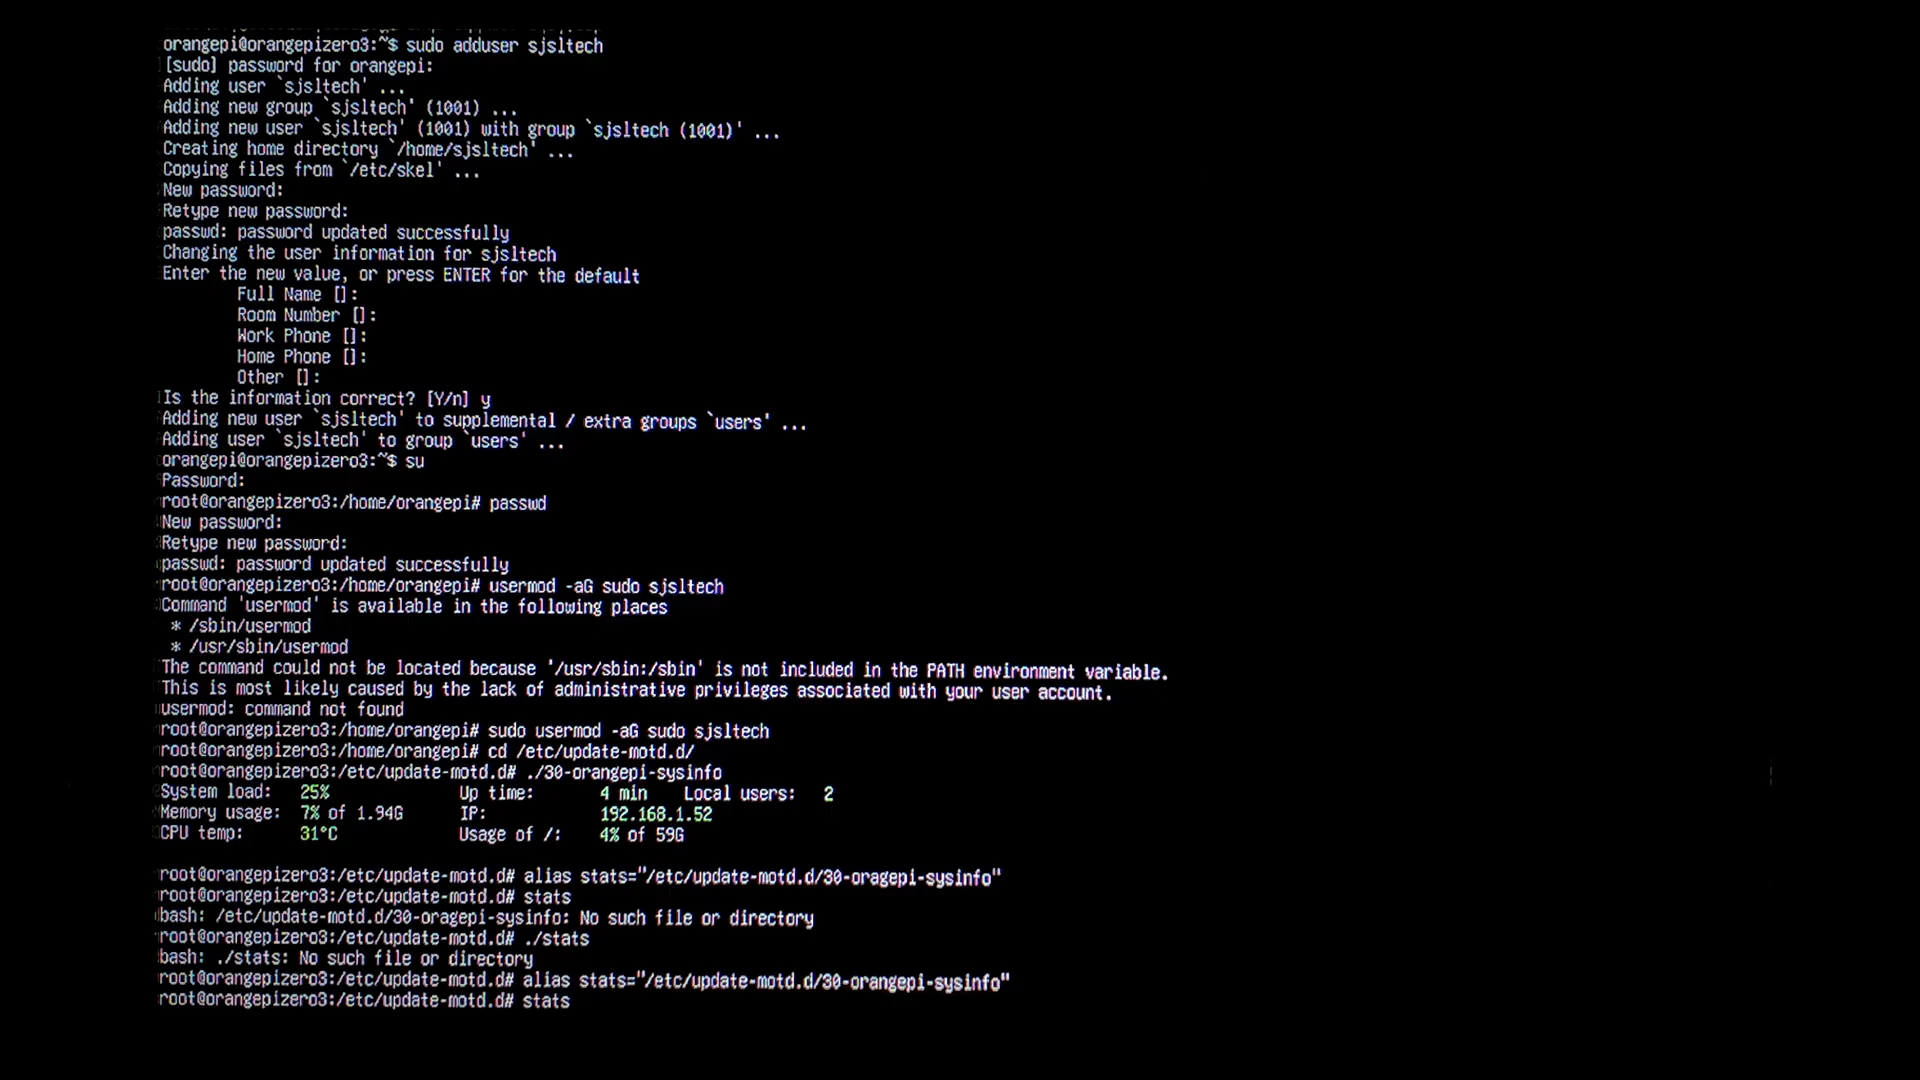 orangepi@orangepizero3:~$ sudo adduser sjsltech
[sudo] password for orangepi:
Adding user `sjsltech' ...
Adding new group `sjsltech' (1001) ...
Adding new user `sjsltech' (1001) with group `sjsltech (1001)' ...
Creating home directory `/home/sjsltech' ...
Copying files from `/etc/skel' ...
New password:
Retype new password:
passwd: password updated successfully
Changing the user information for sjsltech
Enter the new value, or press ENTER for the default
Full Name []:
Room Number []:
Work Phone []:
Home Phone []:
Other []:
Is the information correct? [Y/n] y
Adding new user `sjsltech' to supplemental / extra groups `users' ...
Adding user `sjsltech' to group `users' ...
orangepi@orangepizero3:~$ su
Password:
root@orangepizero3:/home/orangepi# passwd
New password:
Retype new password:
passwd: password updated successfully
root@orangepizero3:/home/orangepi# usermod -aG sudo sjsltech
Command 'usermod' is available in the following places
* /sbin/usermod
* /usr/sbin/usermod
The command could not be located because '/usr/sbin:/sbin' is not included in the PATH environment variable.
This is most likely caused by the lack of administrative privileges associated with your user account.
usermod: command not found
root@orangepizero3:/home/orangepi# sudo usermod -aG sudo sjsltech
root@orangepizero3:/home/orangepi# cd /etc/update-motd.d/
root@orangepizero3:/etc/update-motd.d# ./30-orangepi-sysinfo
System load: 25% Up time: 4 min Local users: 2
Memory usage: 7% of 1.94G IP: 192.168.1.52
CPU temp: 31°C Usage of /: 4% of 59G
root@orangepizero3:/etc/update-motd.d# alias stats="/etc/update-motd.d/30-oragepi-sysinfo"
root@orangepizero3:/etc/update-motd.d# stats
bash: /etc/update-motd.d/30-oragepi-sysinfo: No such file or directory
root@orangepizero3:/etc/update-motd.d# ./stats
bash: ./stats: No such file or directory
root@orangepizero3:/etc/update-motd.d# alias stats="/etc/update-motd.d/30-orangepi-sysinfo"
root@orangepizero3:/etc/update-motd.d# stats